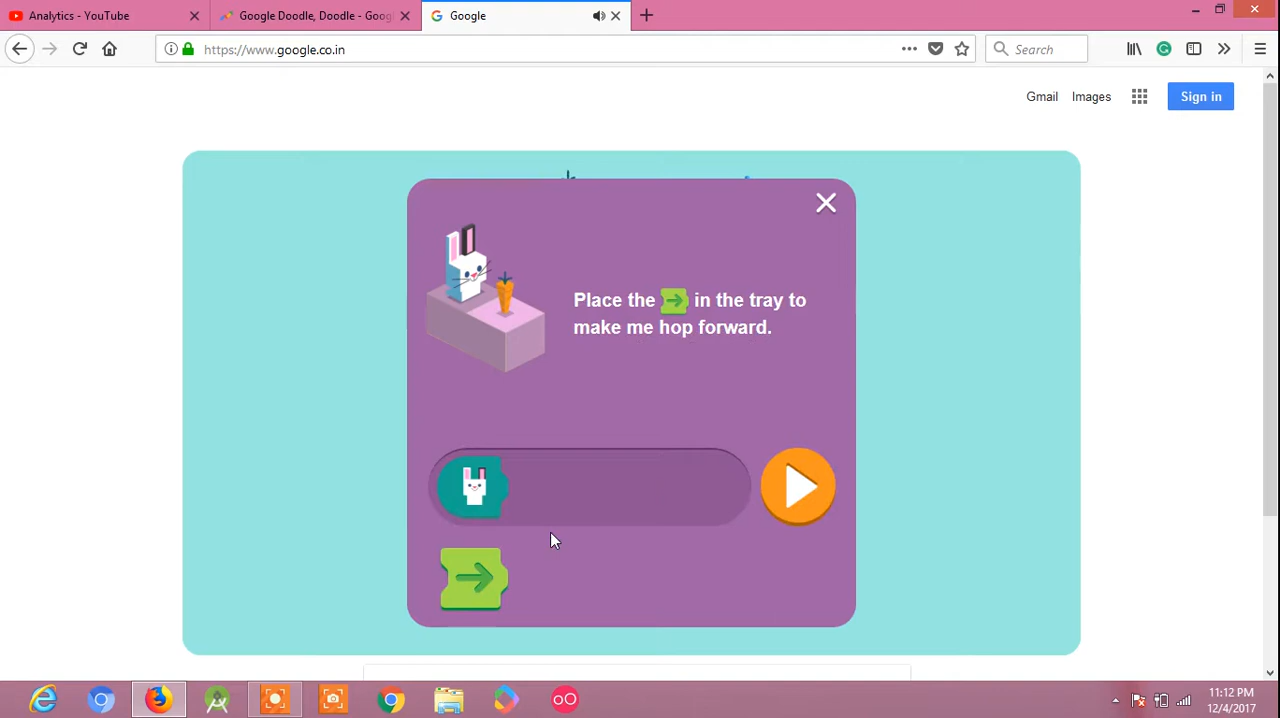 Analytics - YouTube
Google Doodle, Doodle - Goog
Google
https://www.google.co.in
Search
Gmail Images Sign in
Place the → in the tray to
make me hop forward.
11:12 PM
12/4/2017